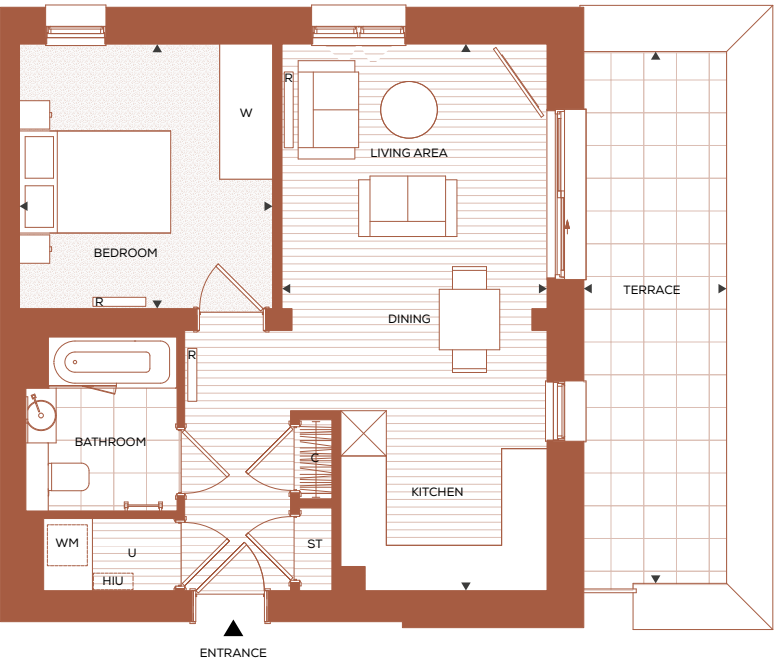 R
W
LIVING AREA
BEDROOM
TERRACE
R
DINING
R
BATHROOM
C
KITCHEN
WM
U
ST
HIU
ENTRANCE